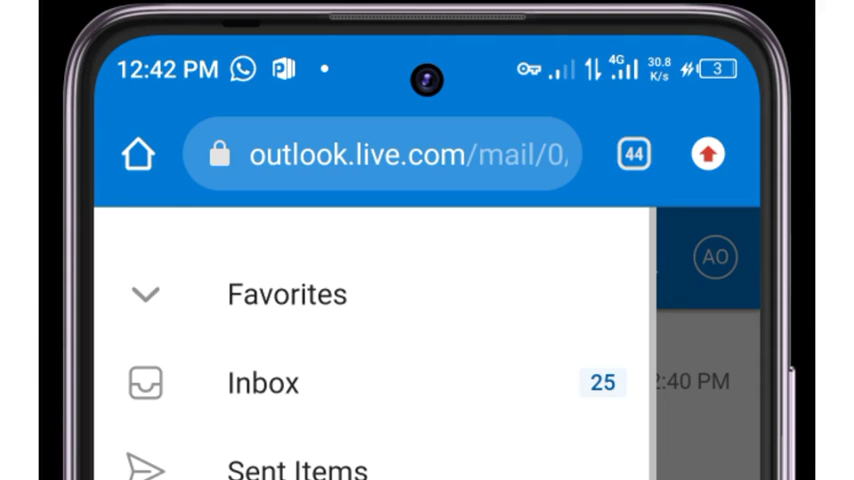 12:42 PM 4G 30.8 K/s 3
outlook.live.com/mail/0/ 44
AO
Favorites
Inbox 25
2:40 PM
Sent Items